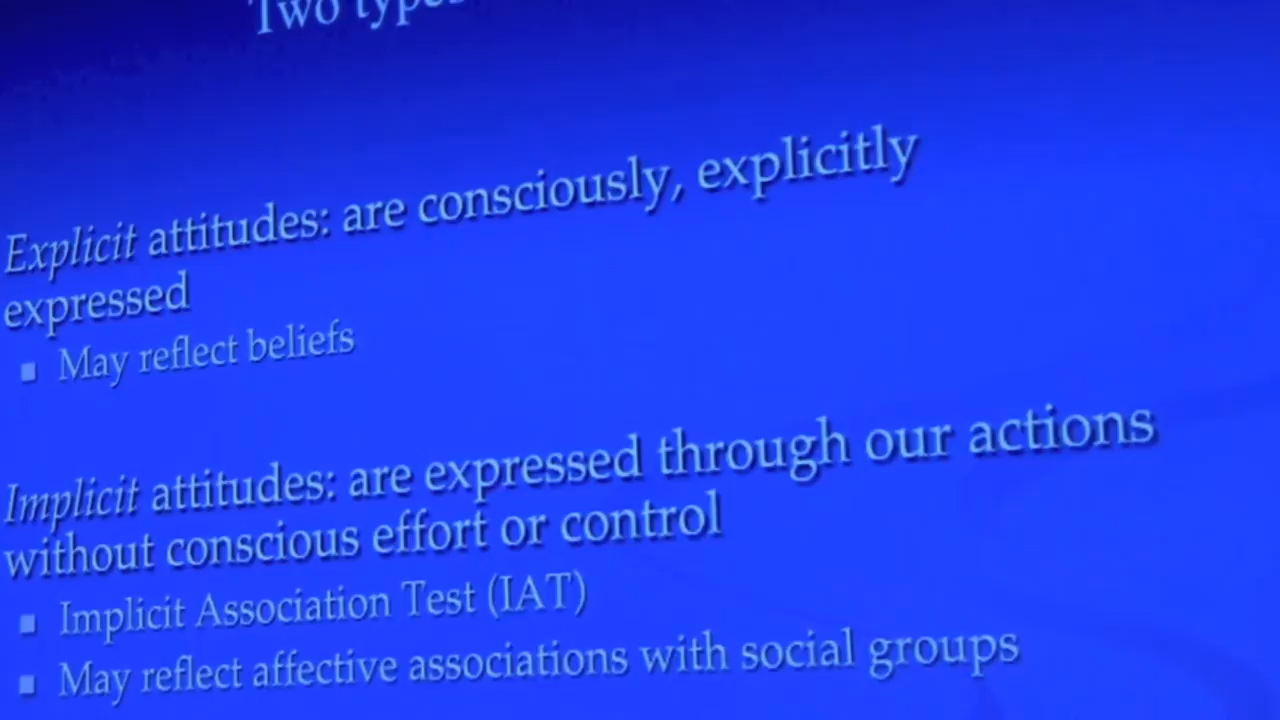 Two types
Explicit attitudes: are consciously, explicitly
expressed
May reflect beliefs
Implicit attitudes: are expressed through our actions
without conscious effort or control
Implicit Association Test (IAT)
May reflect affective associations with social groups